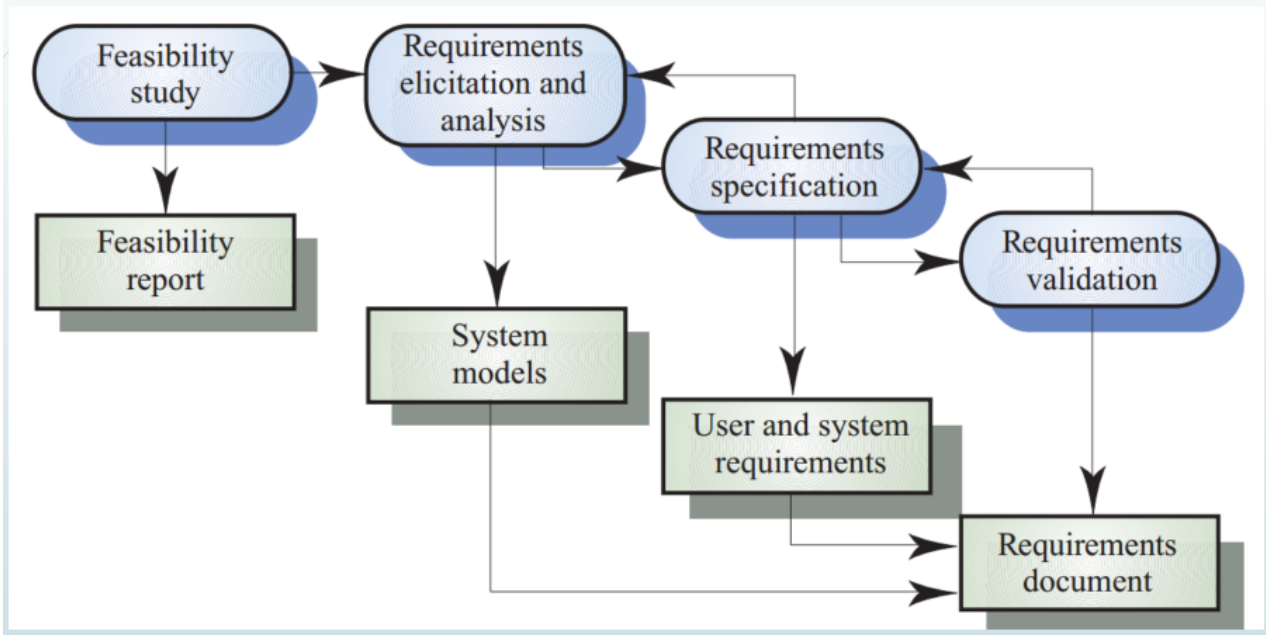 Feasibility
study
Requirements
elicitation and
analysis
Requirements
specification
Requirements
validation
Feasibility
report
System
models
User and system
requirements
Requirements
document